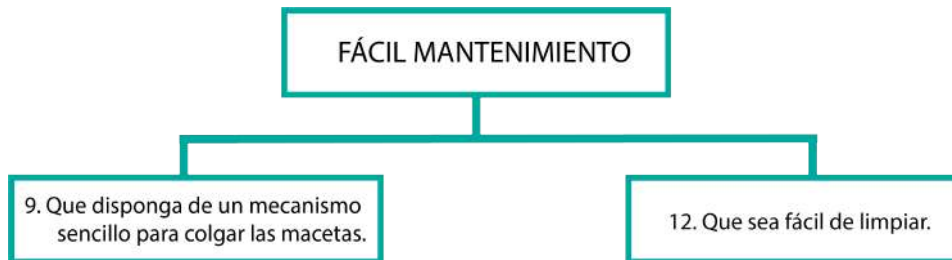 FÁCIL MANTENIMIENTO
9. Que disponga de un mecanismo
sencillo para colgar las macetas.
12. Que sea fácil de limpiar.